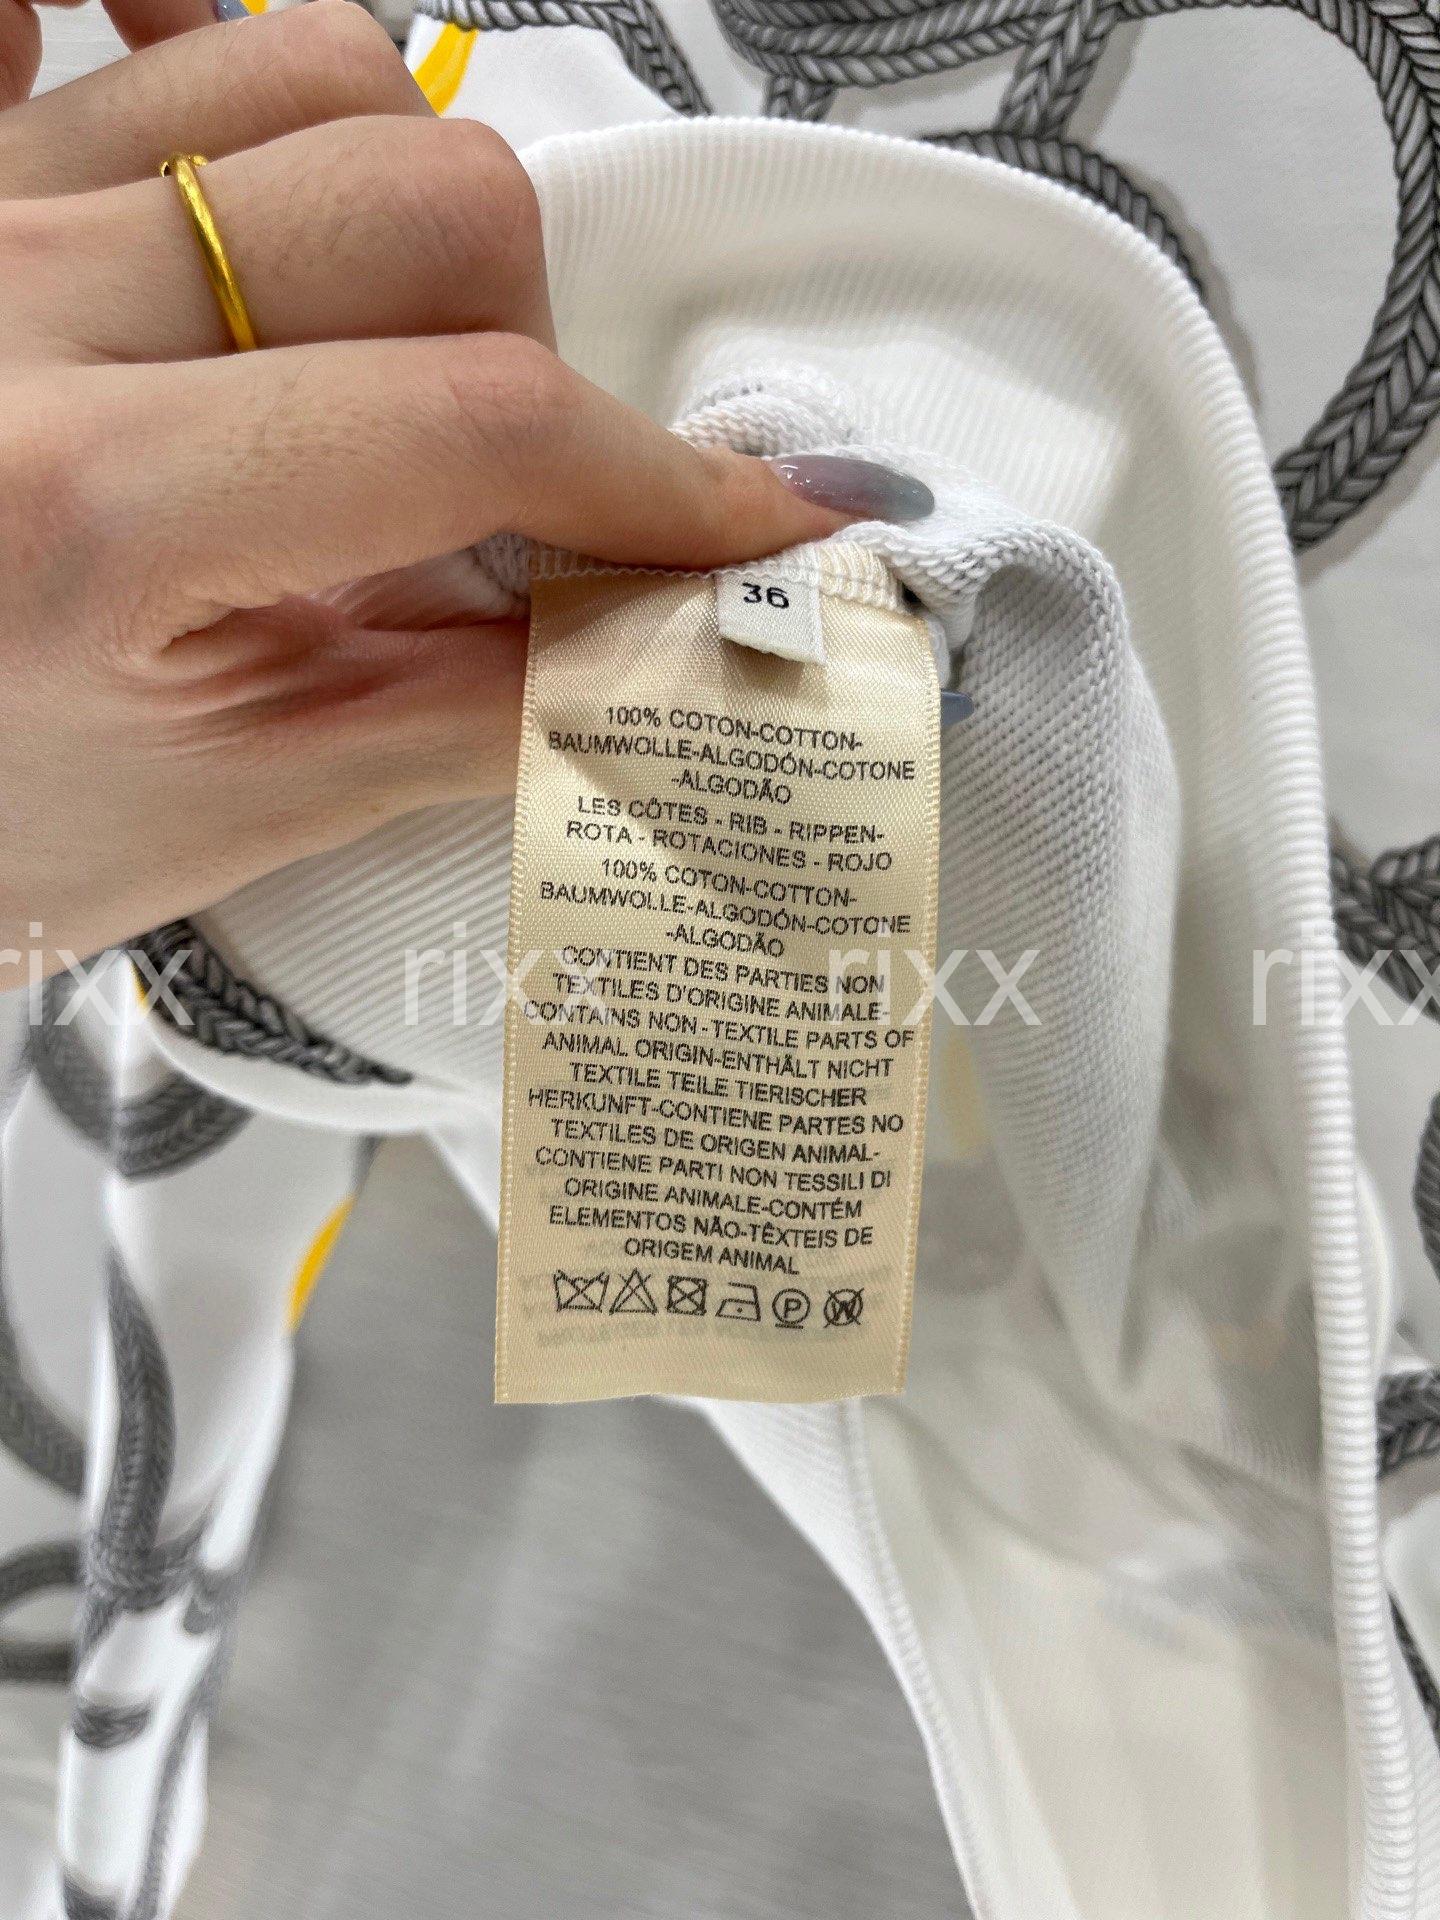 36
100% COTON-COTTON-
BAUMWOLLE-ALGODÓN-COTONE
-ALGODÃO
LES CÔTES - RIB - RIPPEN-
ROTA - ROTACIONES - ROJO
100% COTON-COTTON-
BAUMWOLLE-ALGODÓN-COTONE
-ALGODÃO
CONTIENT DES PARTIES NON
TEXTILES D'ORIGINE ANIMALE-
CONTAINS NON-TEXTILE PARTS OF
ANIMAL ORIGIN-ENTHÄLT NICHT
TEXTILE TEILE TIERISCHER
HERKUNFT-CONTIENE PARTES NO
TEXTILES DE ORIGEN ANIMAL-
CONTIENE PARTI NON TESSILI DI
ORIGINE ANIMALE-CONTÉM
ELEMENTOS NÃO-TÊXTEIS DE
ORIGEM ANIMAL
P W
rixx rixx rixx rixx